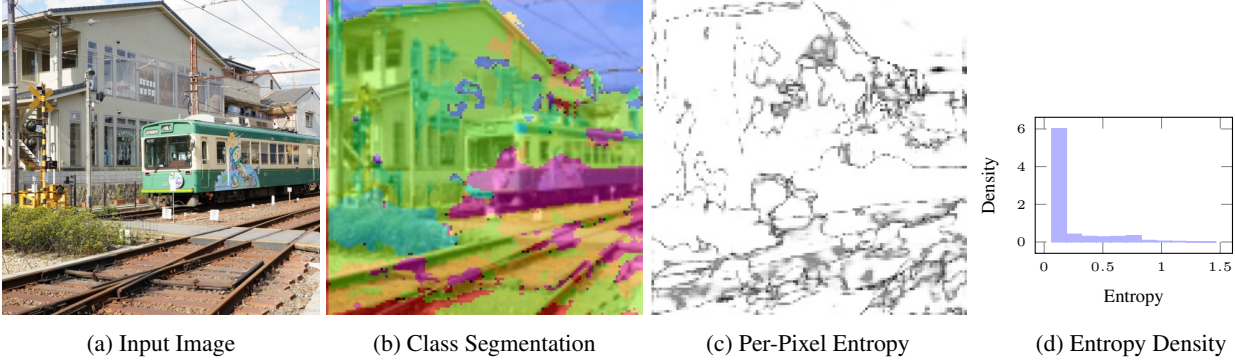 6
4
2
0
0
0.5
1
1.5
Density
Entropy
(a) Input Image
(b) Class Segmentation
(c) Per-Pixel Entropy
(d) Entropy Density